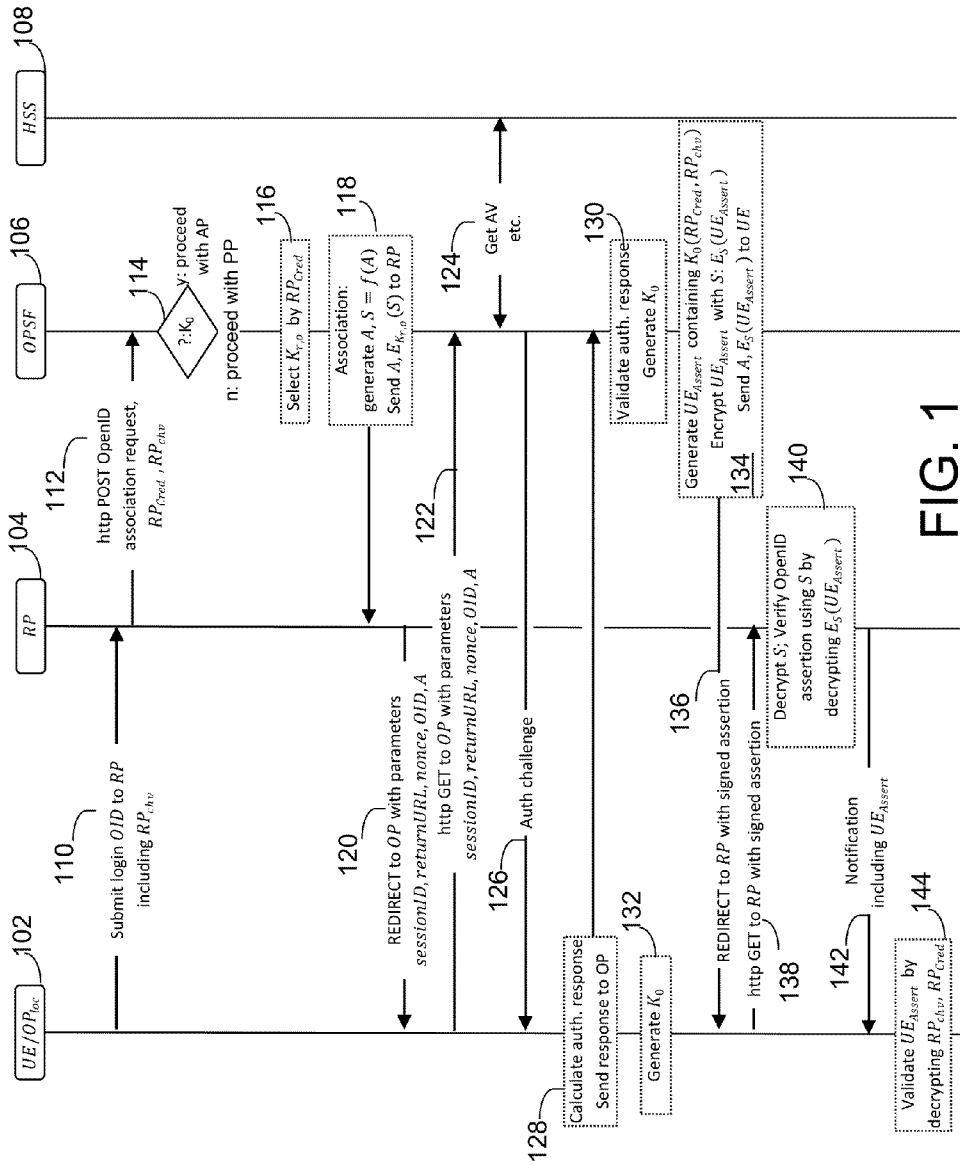 102
UE/OP_loc
104
RP
106
OPSF
108
HSS
110
Submit login OID to RP
including RP_chv
112
http POST OpenID
association request,
RP_Cred, RP_chv
114
?:K_0
y: proceed
with AP
n: proceed with PP
116
Select K_r,o by RP_Cred
118
Association:
generate A, S = f(A)
Send A, E_K_r,o(S) to RP
120
REDIRECT to OP with parameters
sessionID, returnURL, nonce, OID, A
122
http GET to OP with parameters
sessionID, returnURL, nonce, OID, A
124
Get AV
etc.
126
Auth challenge
128
Calculate auth. response
Send response to OP
130
Validate auth. response
Generate K_0
132
Generate K_0
Generate UE_Assert containing K_0(RP_Cred, RP_chv)
Encrypt UE_Assert with S: E_S(UE_Assert)
Send A, E_S(UE_Assert) to UE
134
136
REDIRECT to RP with signed assertion
http GET to RP with signed assertion
138
140
Decrypt S; Verify OpenID
assertion using S by
decrypting E_S(UE_Assert)
142
Notification
including UE_Assert
144
Validate UE_Assert by
decrypting RP_chv, RP_Cred
FIG. 1